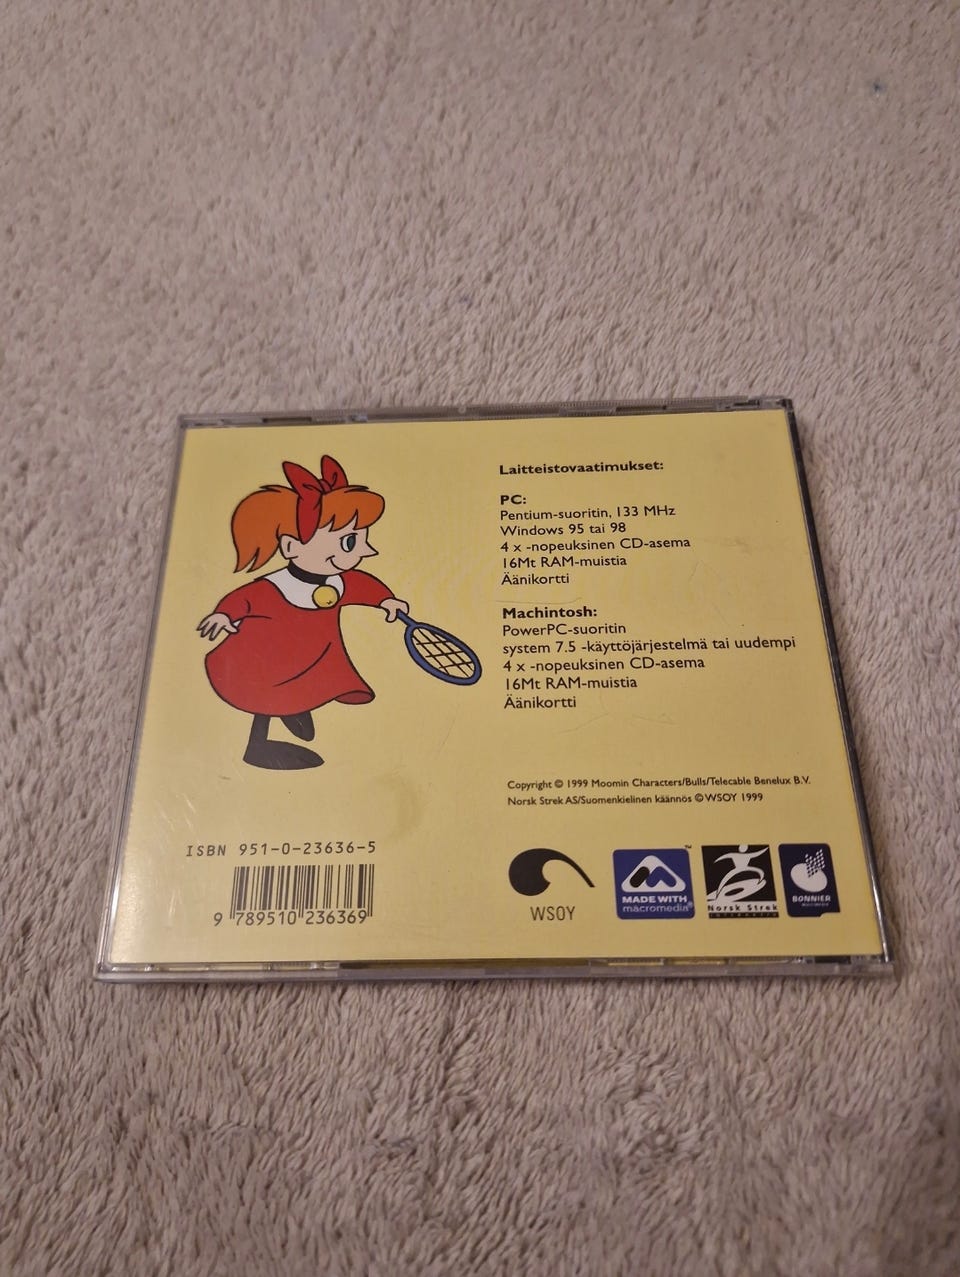 Laitteistovaatimukset:
PC:
Pentium-suoritin, 133 MHz
Windows 95 tai 98
4 x -nopeuksinen CD-asema
16Mt RAM-muistia
Äänikortti
Machintosh:
PowerPC-suoritin
system 7.5 -käyttöjärjestelmä tai uudempi
4 x -nopeuksinen CD-asema
16Mt RAM-muistia
Äänikortti
Copyright © 1999 Moomin Characters/Bulls/Telecable Benelux B.V.
Norsk Strek AS/Suomenkielinen käännös © WSOY 1999
ISBN 951-0-23636-5
9 789510 236369
WSOY
MADE WITH
macromedia®
™
Norsk Strek
INTERACTIV
BONNIER
MULTIMEDIA